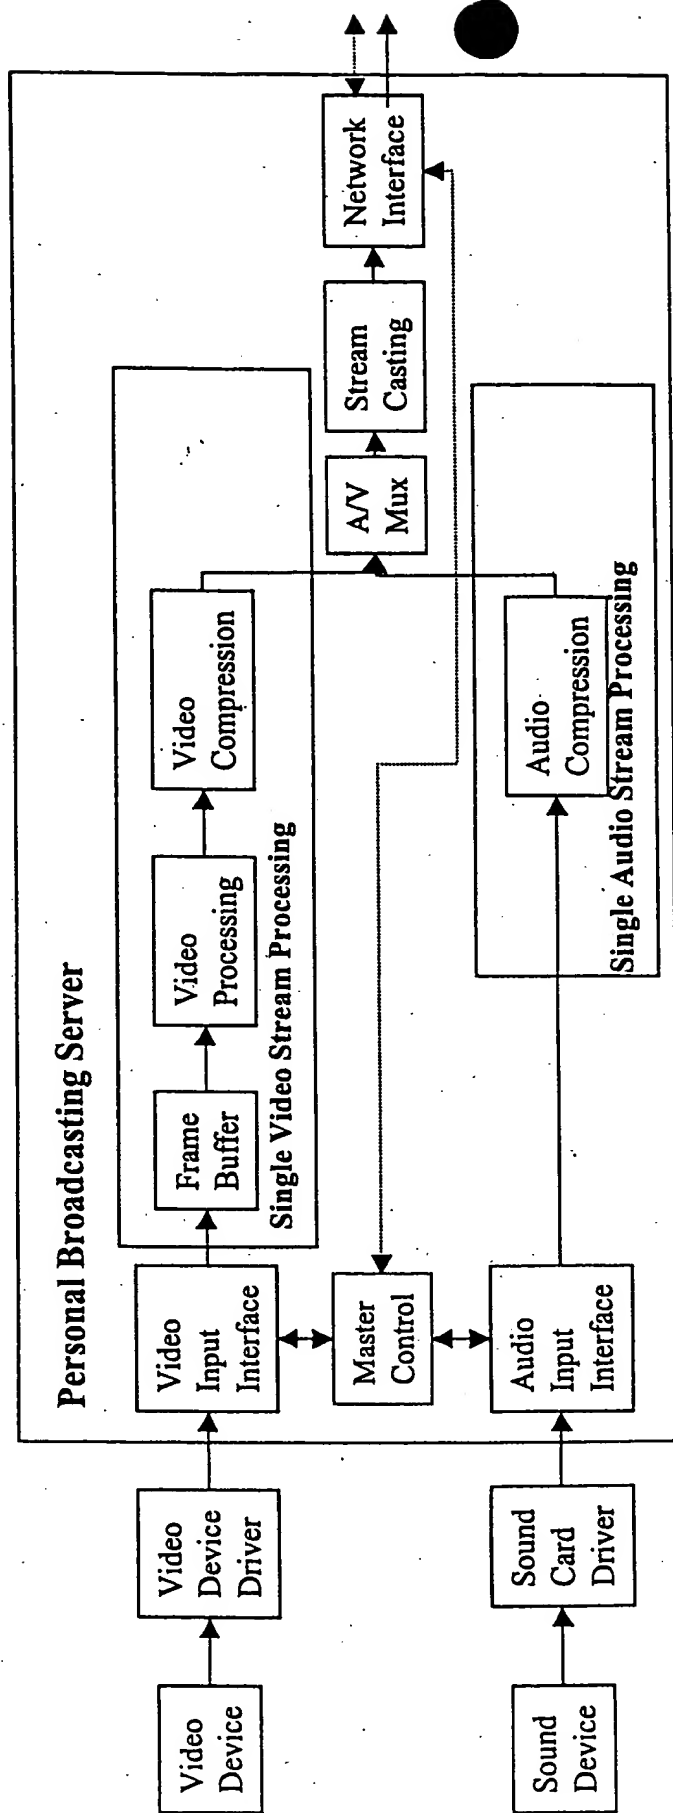 Personal Broadcasting Server
Video
Device
Video
Device
Driver
Video
Input
Interface
Frame
Buffer
Video
Processing
Video
Compression
Single Video Stream Processing
Master
Control
A/V
Mux
Stream
Casting
Network
Interface
Sound
Device
Sound
Card
Driver
Audio
Input
Interface
Audio
Compression
Single Audio Stream Processing